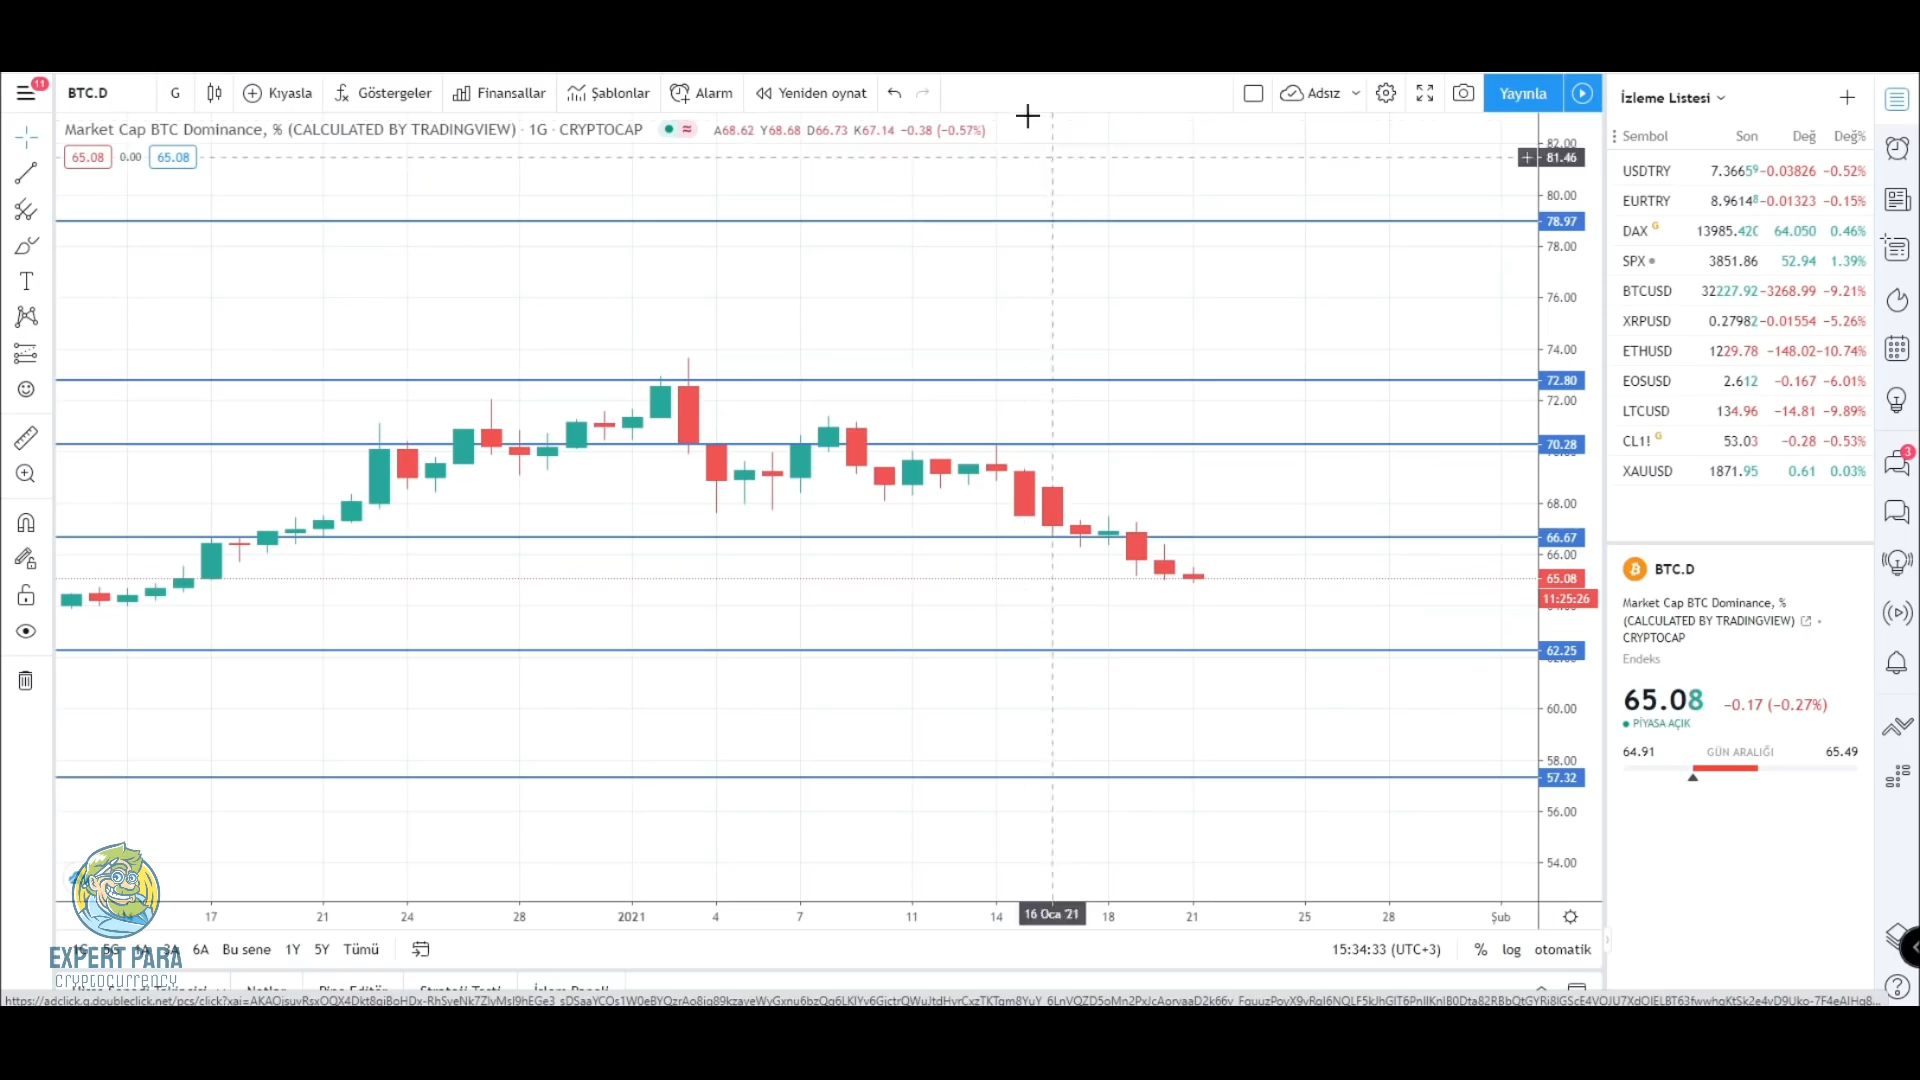 11
BTC.D G Kıyasla Göstergeler Finansallar Şablonlar Alarm Yeniden oynat Adsız Yayınla
Market Cap BTC Dominance, % (CALCULATED BY TRADINGVIEW) · 1G · CRYPTOCAP A68.62 Y68.68 D66.73 K67.14 −0.38 (−0.57%)
65.08 0.00 65.08
82.00
81.46
80.00
78.97
78.00
76.00
74.00
72.80
72.00
70.28
68.00
66.67
66.00
65.08
11:25:26
62.25
60.00
58.00
57.32
56.00
54.00
17 21 24 28 2021 4 7 11 14 16 Oca '21 18 21 25 28 Şub
6A Bu sene 1Y 5Y Tümü
15:34:33 (UTC+3) % log otomatik
EXPERT PARA
CRYPTOCURRENCY
İzleme Listesi
Sembol Son Değ Değ%
USDTRY 7.36659 −0.03826 −0.52%
EURTRY 8.96148 −0.01323 −0.15%
DAX G 13985.420 64.050 0.46%
SPX 3851.86 52.94 1.39%
BTCUSD 32227.92 −3268.99 −9.21%
XRPUSD 0.27982 −0.01554 −5.26%
ETHUSD 1229.78 −148.02 −10.74%
EOSUSD 2.612 −0.167 −6.01%
LTCUSD 134.96 −14.81 −9.89%
CL1! G 53.03 −0.28 −0.53%
XAUUSD 1871.95 0.61 0.03%
3
BTC.D
Market Cap BTC Dominance, %
(CALCULATED BY TRADINGVIEW)
CRYPTOCAP
Endeks
65.08 −0.17 (−0.27%)
PİYASA AÇIK
64.91 GÜN ARALIĞI 65.49